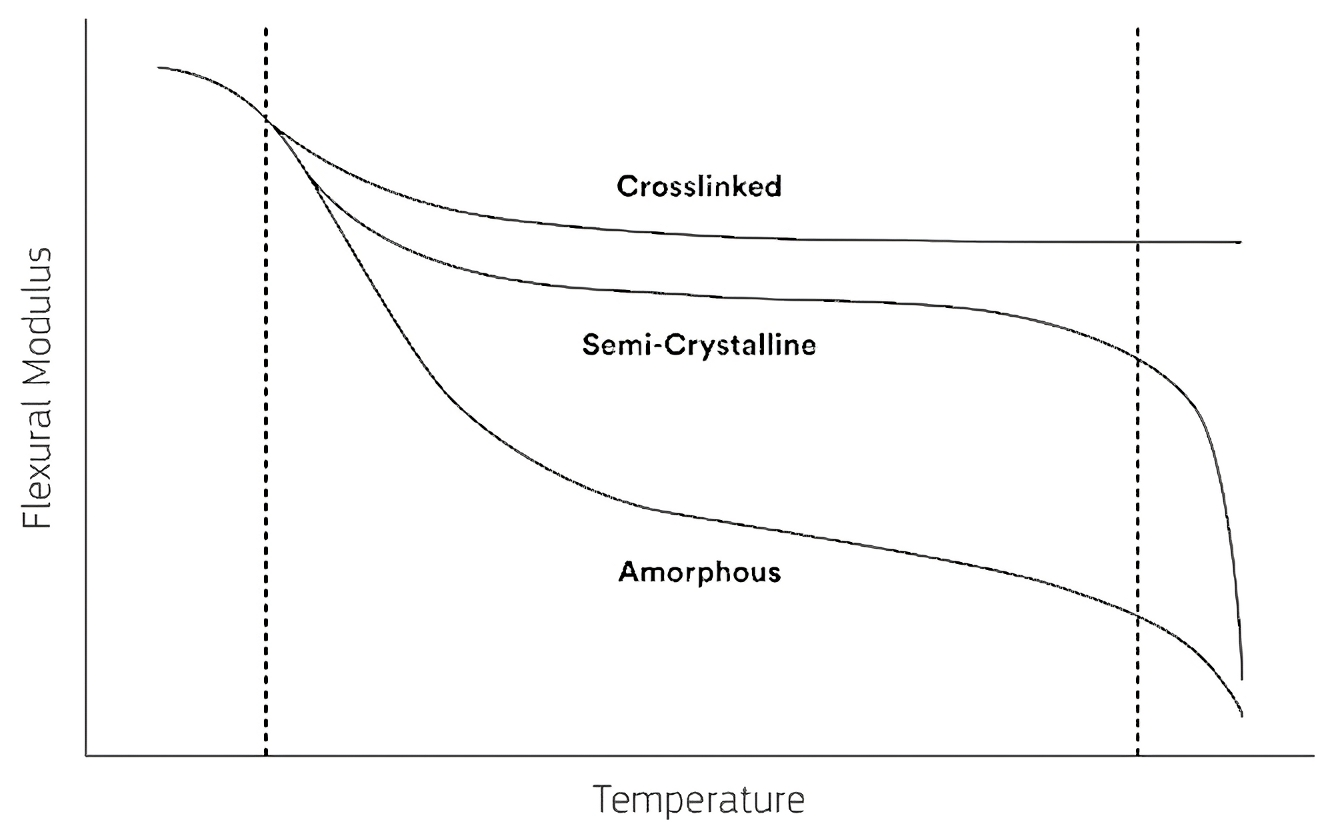 Flexural Modulus
Crosslinked
Semi-Crystalline
Amorphous
Temperature